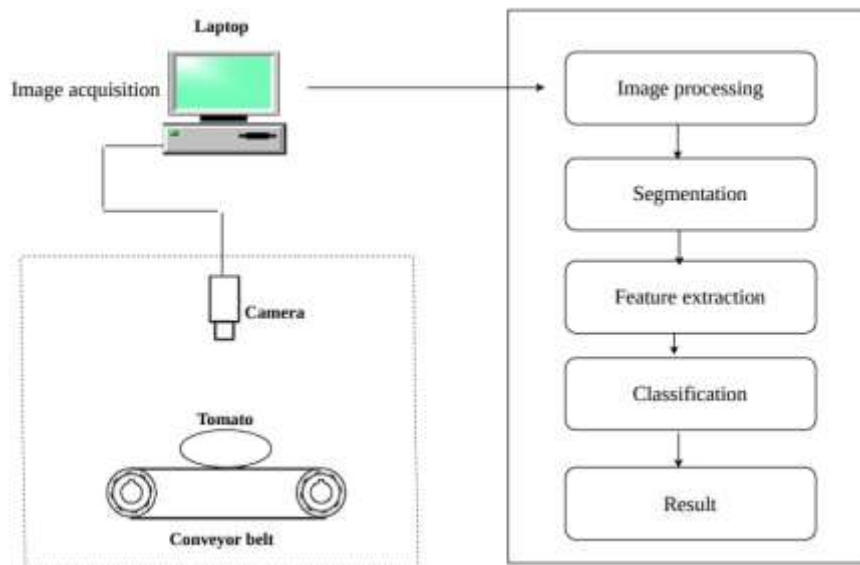 Laptop
Image acquisition
Camera
Tomato
Conveyor belt
Image processing
Segmentation
Feature extraction
Classification
Result